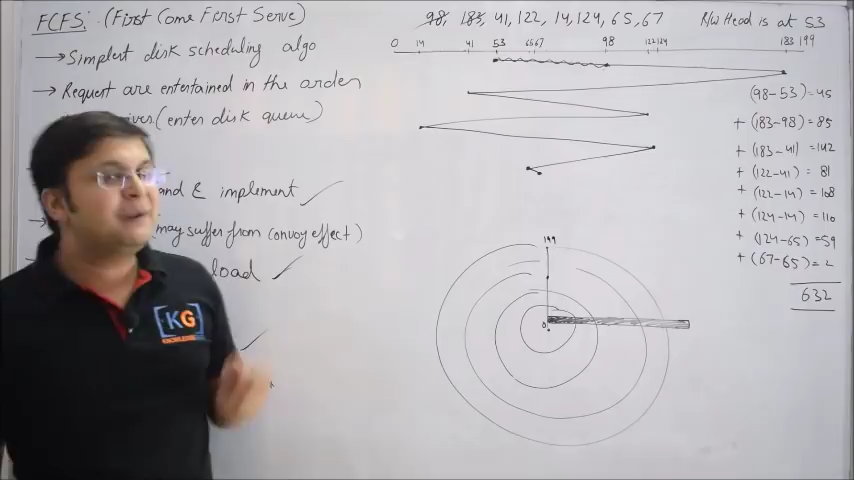 FCFS: (First Come First Serve)
→ Simplest disk scheduling algo
→ Request are entertained in the order
ives (enter disk queue)
and & implement ✓
may suffer from convoy effect)
load ✓
98, 183, 41, 122, 14, 124, 65, 67
R/W Head is at 53
0 14 41 53 65 67 98 122 124 183 199
(98-53)=45
+ (183-98)=85
+ (183-41)=142
+ (122-41)=81
+ (122-14)=108
+ (124-14)=110
+ (124-65)=59
+ (67-65)=2
632
199
0
KG